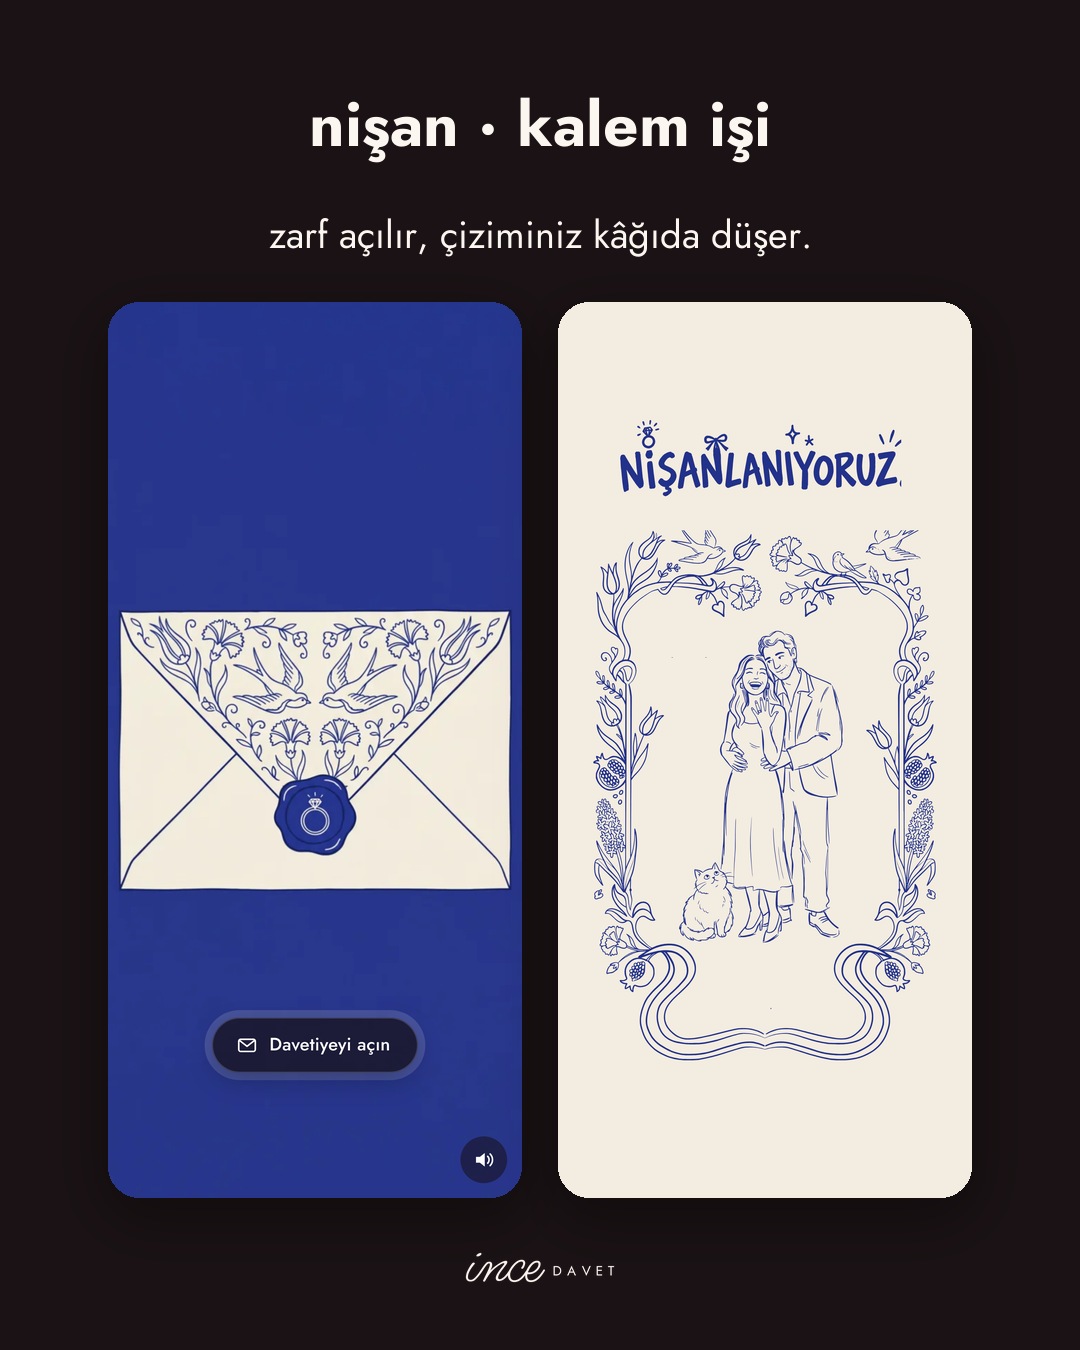 nişan · kalem işi
zarf açılır, çiziminiz kâğıda düşer.
NİŞANLANIYORUZ
Davetiyeyi açın
ince DAVET